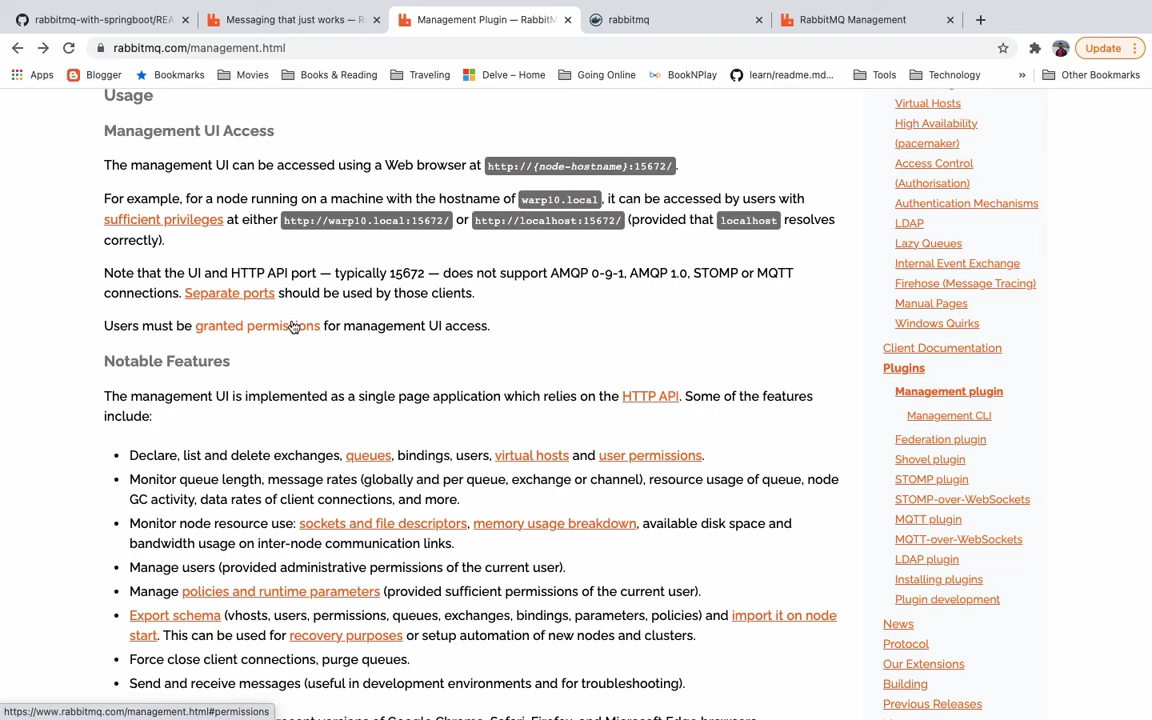 rabbitmq-with-springboot/REA
Messaging that just works — R
Management Plugin — RabbitM
rabbitmq
RabbitMQ Management
rabbitmq.com/management.html
Update
Apps
Blogger
Bookmarks
Movies
Books & Reading
Traveling
Delve – Home
Going Online
BookNPlay
learn/readme.md...
Tools
Technology
»
Other Bookmarks
Usage
Management UI Access
The management UI can be accessed using a Web browser at http://{node-hostname}:15672/.
For example, for a node running on a machine with the hostname of warp10.local, it can be accessed by users with
sufficient privileges at either http://warp10.local:15672/ or http://localhost:15672/ (provided that localhost resolves
correctly).
Note that the UI and HTTP API port — typically 15672 — does not support AMQP 0-9-1, AMQP 1.0, STOMP or MQTT
connections. Separate ports should be used by those clients.
Users must be granted permissions for management UI access.
Notable Features
The management UI is implemented as a single page application which relies on the HTTP API. Some of the features
include:
• Declare, list and delete exchanges, queues, bindings, users, virtual hosts and user permissions.
• Monitor queue length, message rates (globally and per queue, exchange or channel), resource usage of queue, node
GC activity, data rates of client connections, and more.
• Monitor node resource use: sockets and file descriptors, memory usage breakdown, available disk space and
bandwidth usage on inter-node communication links.
• Manage users (provided administrative permissions of the current user).
• Manage policies and runtime parameters (provided sufficient permissions of the current user).
• Export schema (vhosts, users, permissions, queues, exchanges, bindings, parameters, policies) and import it on node
start. This can be used for recovery purposes or setup automation of new nodes and clusters.
• Force close client connections, purge queues.
• Send and receive messages (useful in development environments and for troubleshooting).
https://www.rabbitmq.com/management.html#permissions
Virtual Hosts
High Availability
(pacemaker)
Access Control
(Authorisation)
Authentication Mechanisms
LDAP
Lazy Queues
Internal Event Exchange
Firehose (Message Tracing)
Manual Pages
Windows Quirks
Client Documentation
Plugins
Management plugin
Management CLI
Federation plugin
Shovel plugin
STOMP plugin
STOMP-over-WebSockets
MQTT plugin
MQTT-over-WebSockets
LDAP plugin
Installing plugins
Plugin development
News
Protocol
Our Extensions
Building
Previous Releases